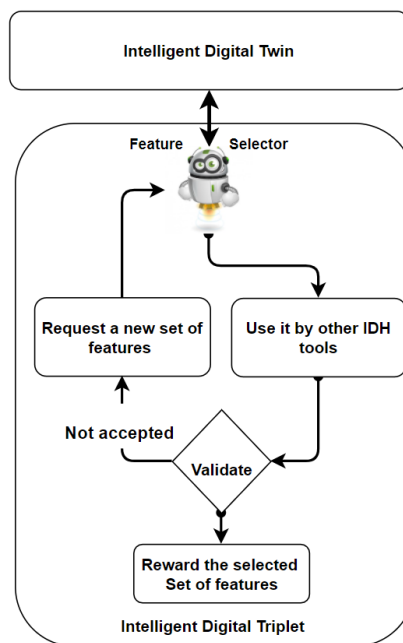 Intelligent Digital Twin
Feature Selector
Request a new set of
features
Use it by other IDH
tools
Not accepted
Validate
Reward the selected
Set of features
Intelligent Digital Triplet